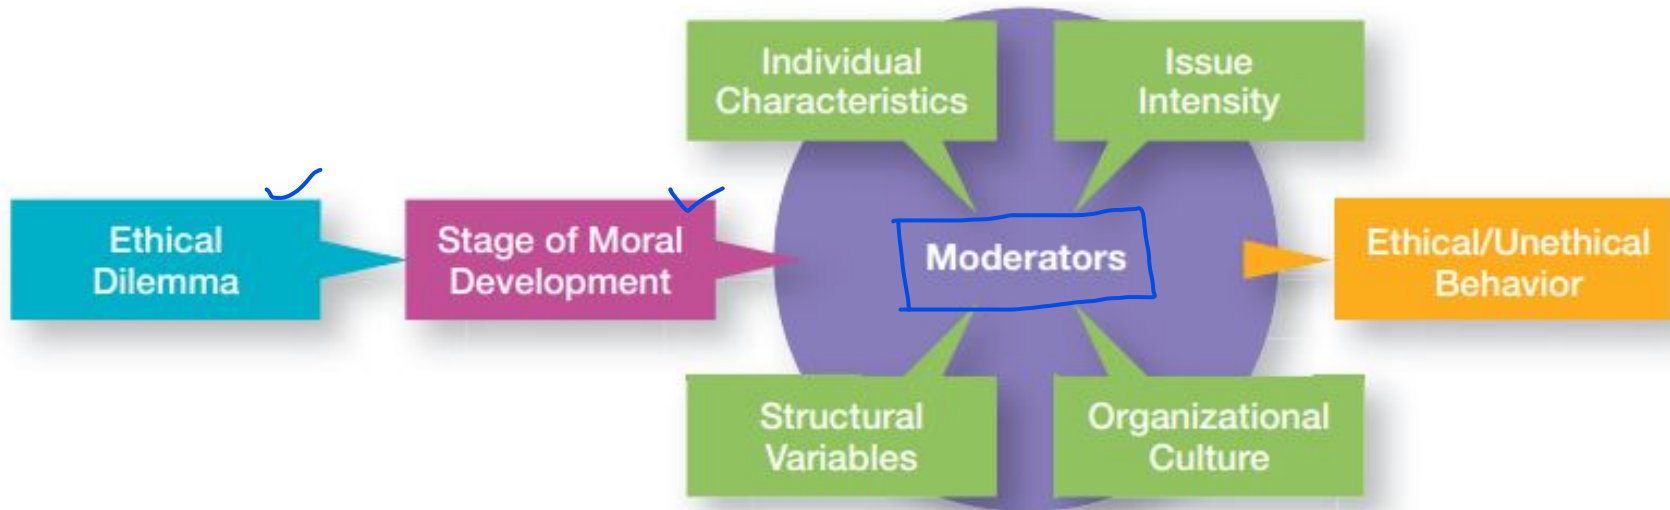 Individual
Characteristics
Issue
Intensity
Ethical
Dilemma
Stage of Moral
Development
Moderators
Ethical/Unethical
Behavior
Structural
Variables
Organizational
Culture